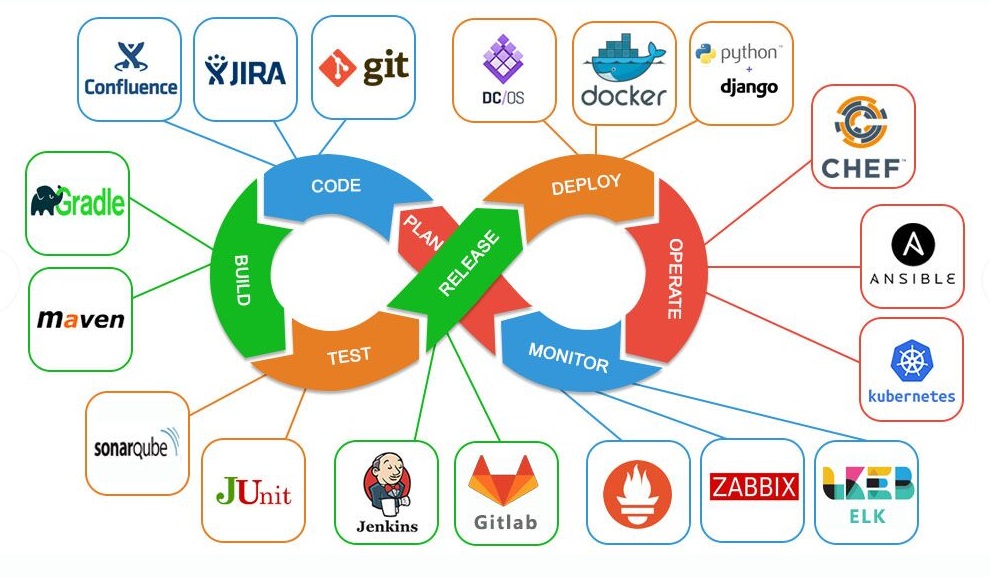 Confluence
JIRA
git
DC/OS
docker
python
+
django
CHEF
Gradle
CODE
DEPLOY
PLAN
RELEASE
BUILD
OPERATE
ANSIBLE
maven
TEST
MONITOR
kubernetes
sonarqube
JUnit
Jenkins
Gitlab
ZABBIX
ELK